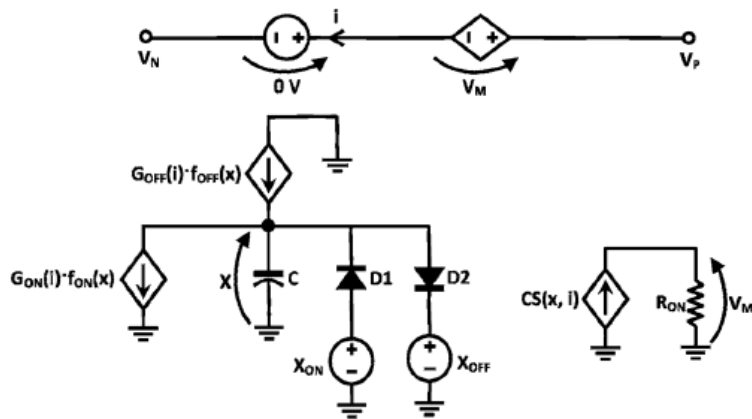 i
V_N
0 V
V_M
V_P
G_OFF(i)·f_OFF(x)
G_ON(i)·f_ON(x)
X
C
D1
D2
CS(x, i)
R_ON
V_M
X_ON
X_OFF